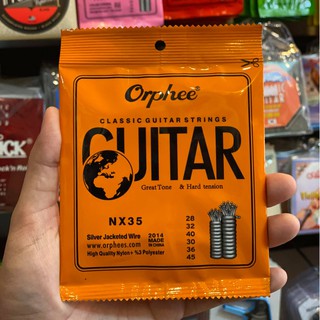 Orphee®
CLASSIC GUITAR STRINGS
GUITAR
Great Tone & Hard tension
NX35
Silver Jacketed Wire
www.orphees.com
High Quality Nylon+%3 Polyester
2014
MADE
IN CHINA
28
32
40
30
36
45